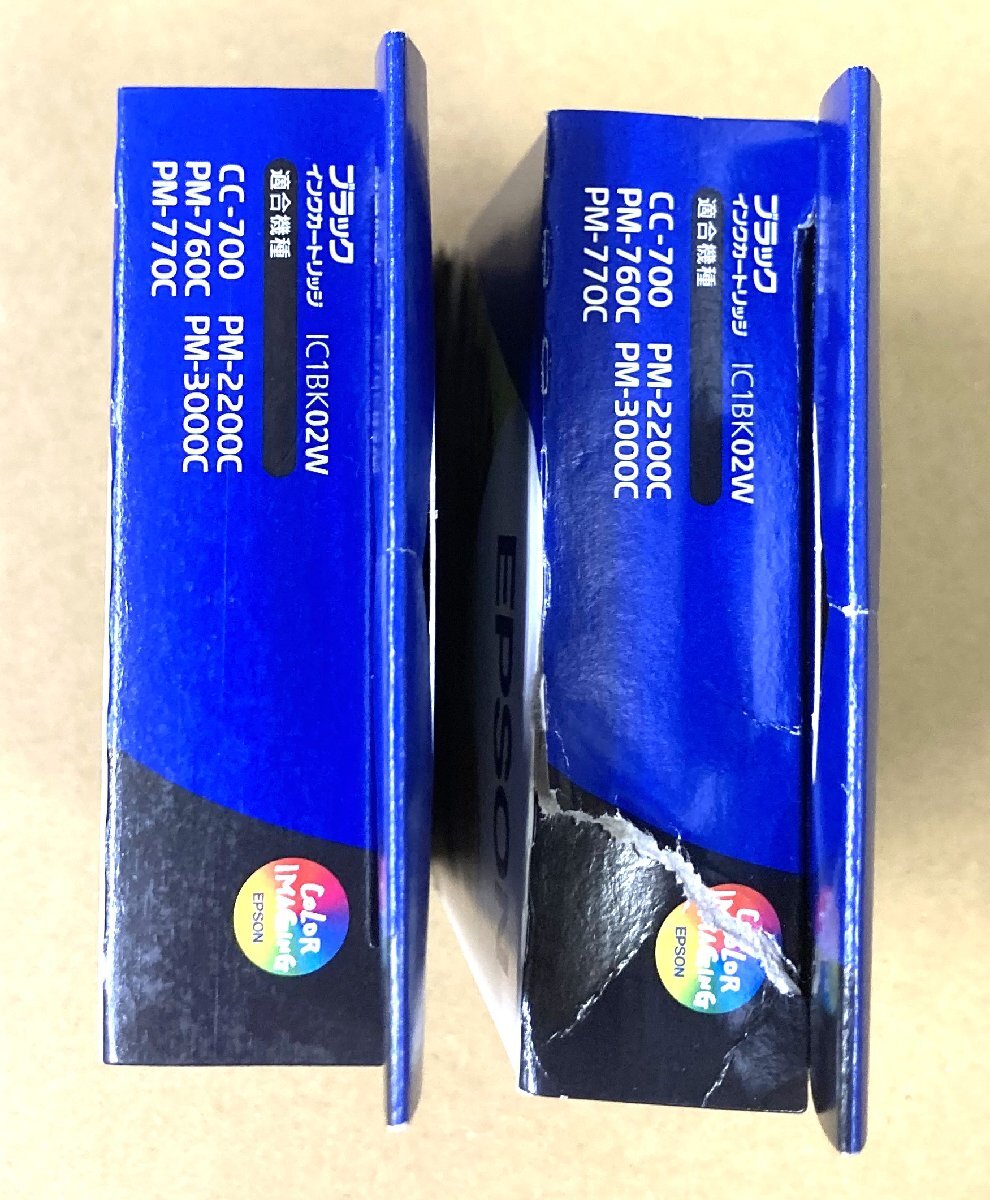 ブラック
インクカートリッジ IC1BK02W
適合機種
CC-700 PM-2200C
PM-760C PM-3000C
PM-770C
COLOR
IMAGING
EPSON
EPSON
ブラック
インクカートリッジ IC1BK02W
適合機種
CC-700 PM-2200C
PM-760C PM-3000C
PM-770C
COLOR
IMAGING
EPSON